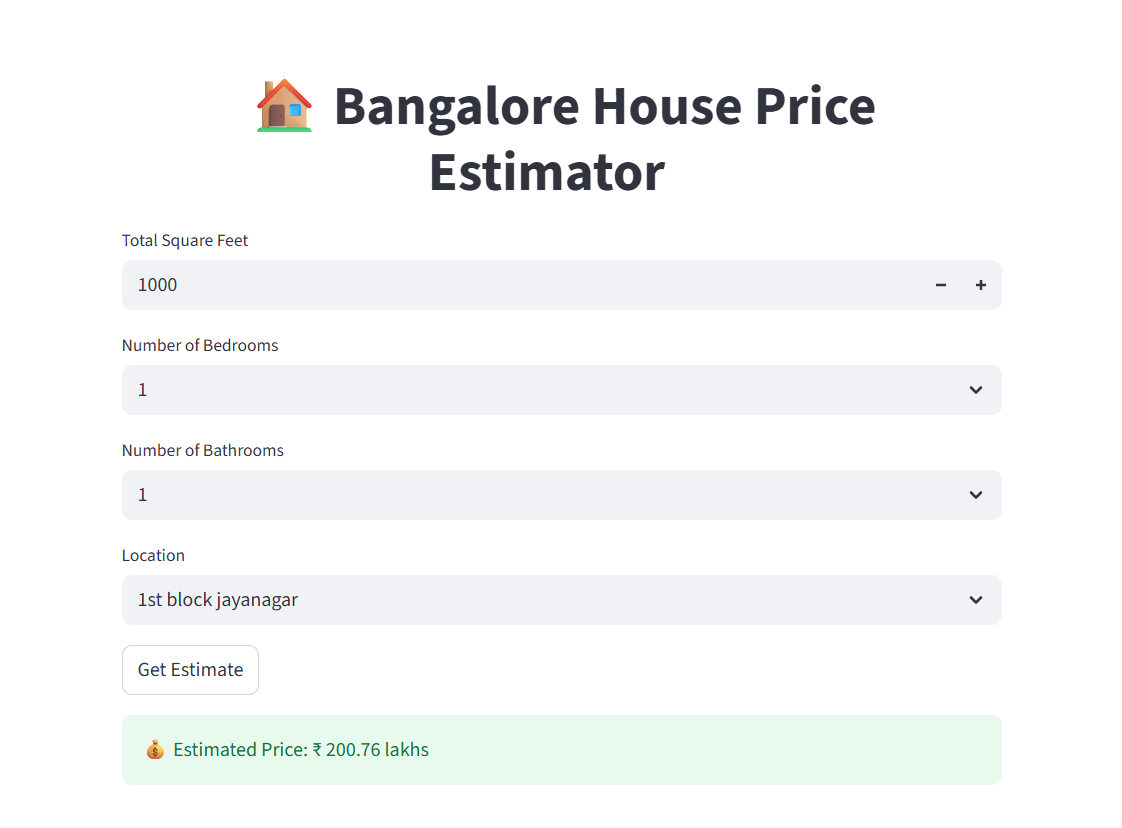 Bangalore House Price
Estimator
Total Square Feet
1000
Number of Bedrooms
1
Number of Bathrooms
1
Location
1st block jayanagar
Get Estimate
Estimated Price: ₹ 200.76 lakhs